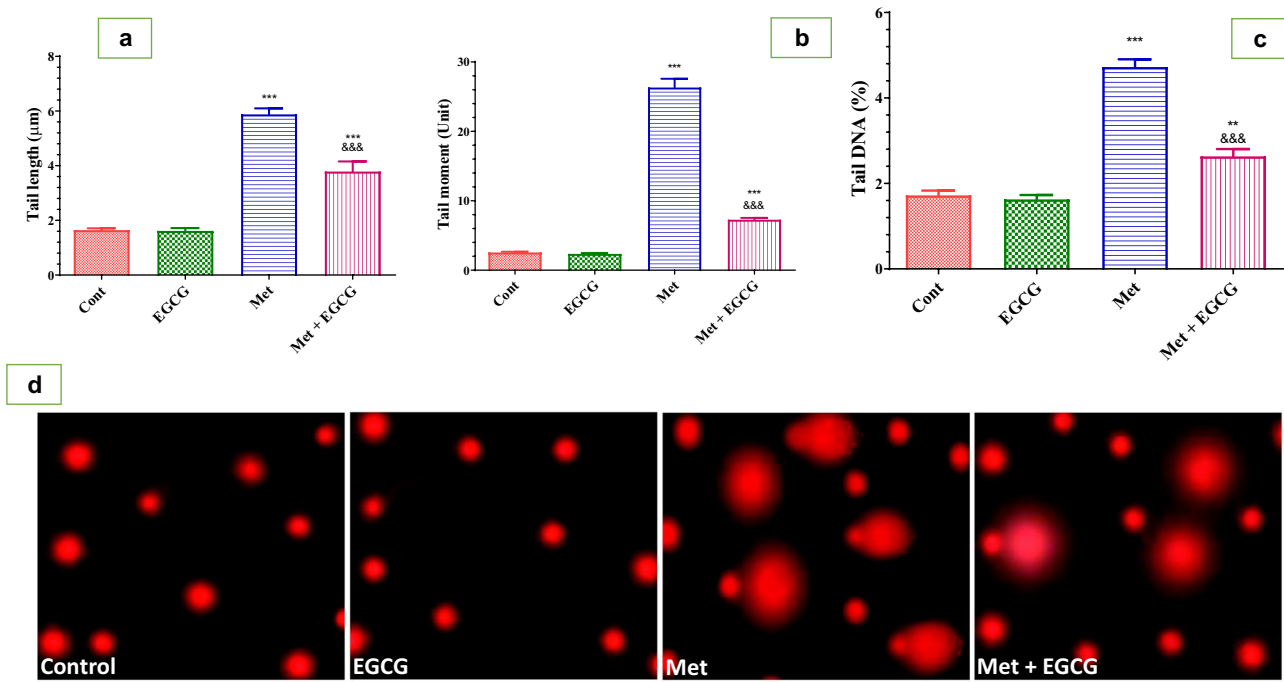 a
Tail length (μm)
8
6
4
2
0
***
***
&&&
Cont
EGCG
Met
Met + EGCG
b
Tail moment (Unit)
30
20
10
0
***
***
&&&
Cont
EGCG
Met
Met + EGCG
c
Tail DNA (%)
6
4
2
0
***
**
&&&
Cont
EGCG
Met
Met + EGCG
d
Control
EGCG
Met
Met + EGCG